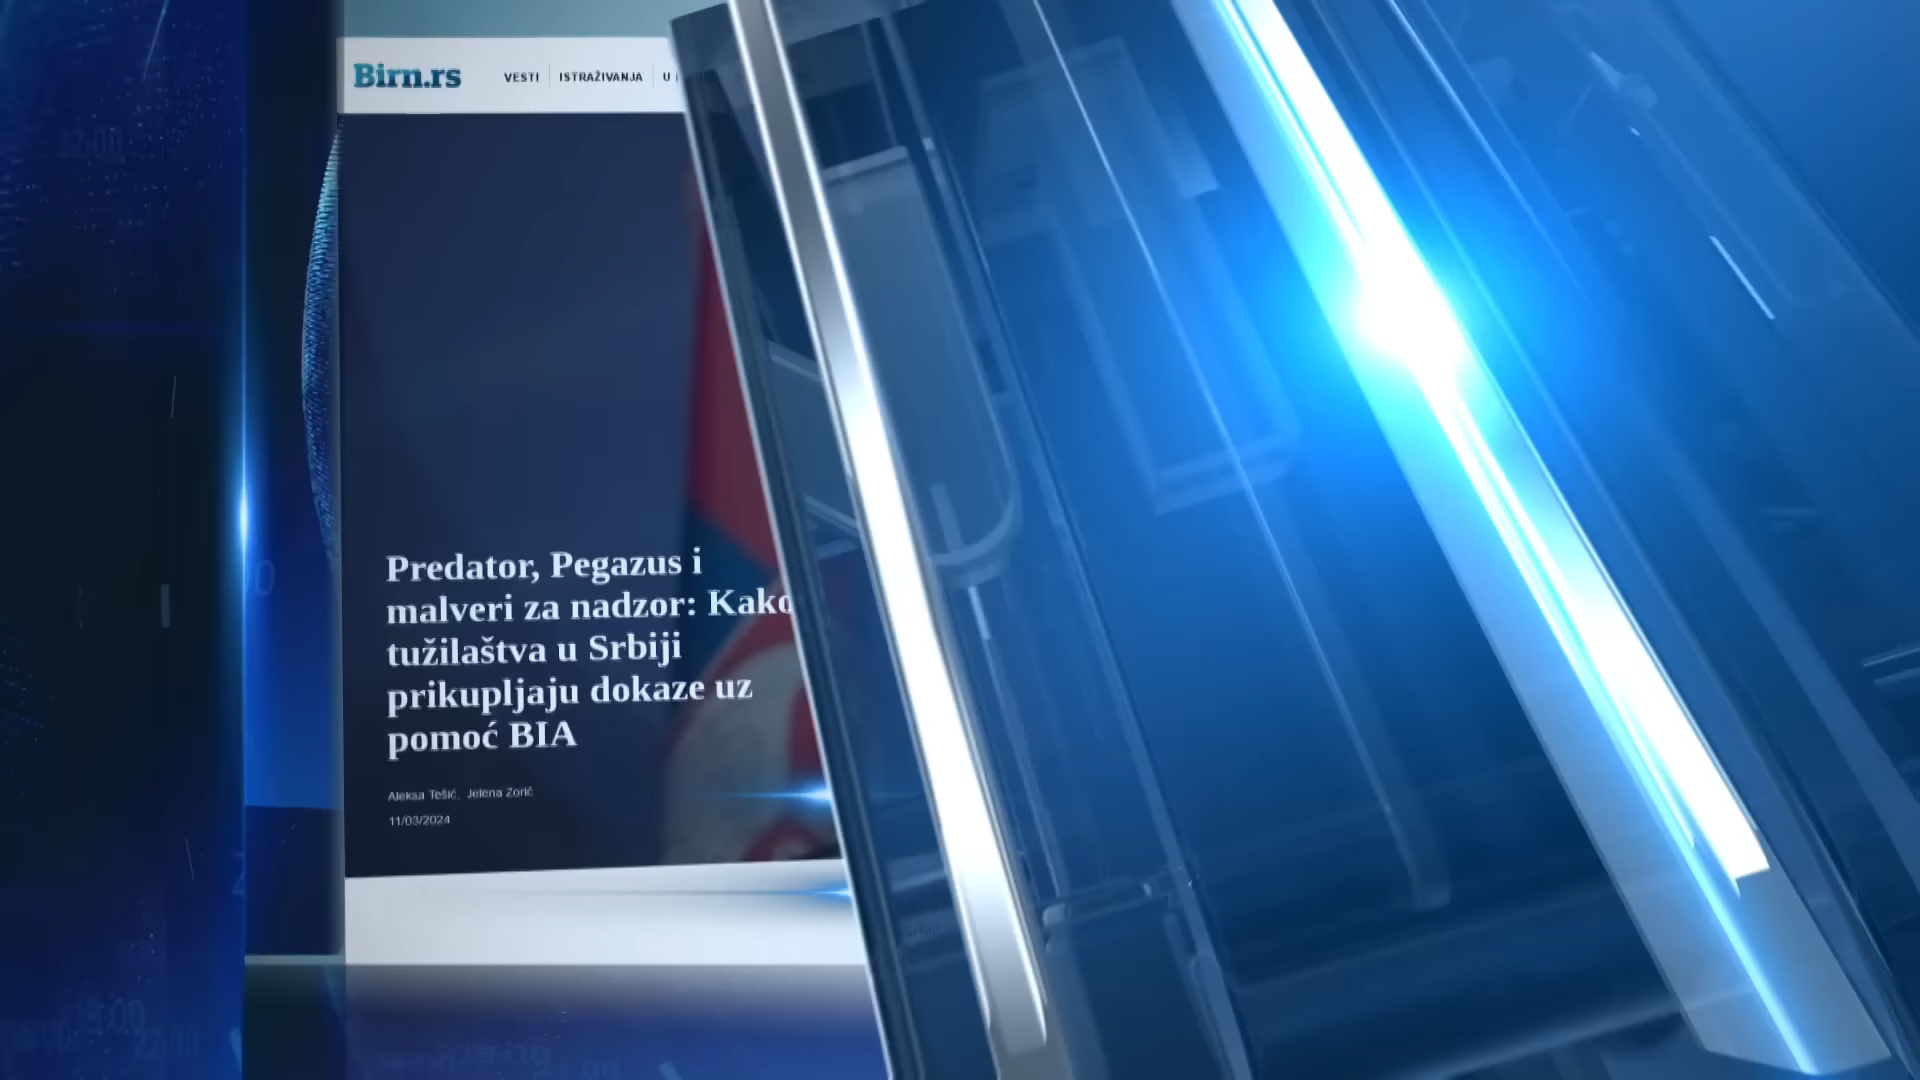 Birn.rs
VESTI
ISTRAŽIVANJA
U
Predator, Pegazus i
malveri za nadzor: Kako
tužilaštva u Srbiji
prikupljaju dokaze uz
pomoć BIA
Aleksa Tešić, Jelena Zorić
11/03/2024